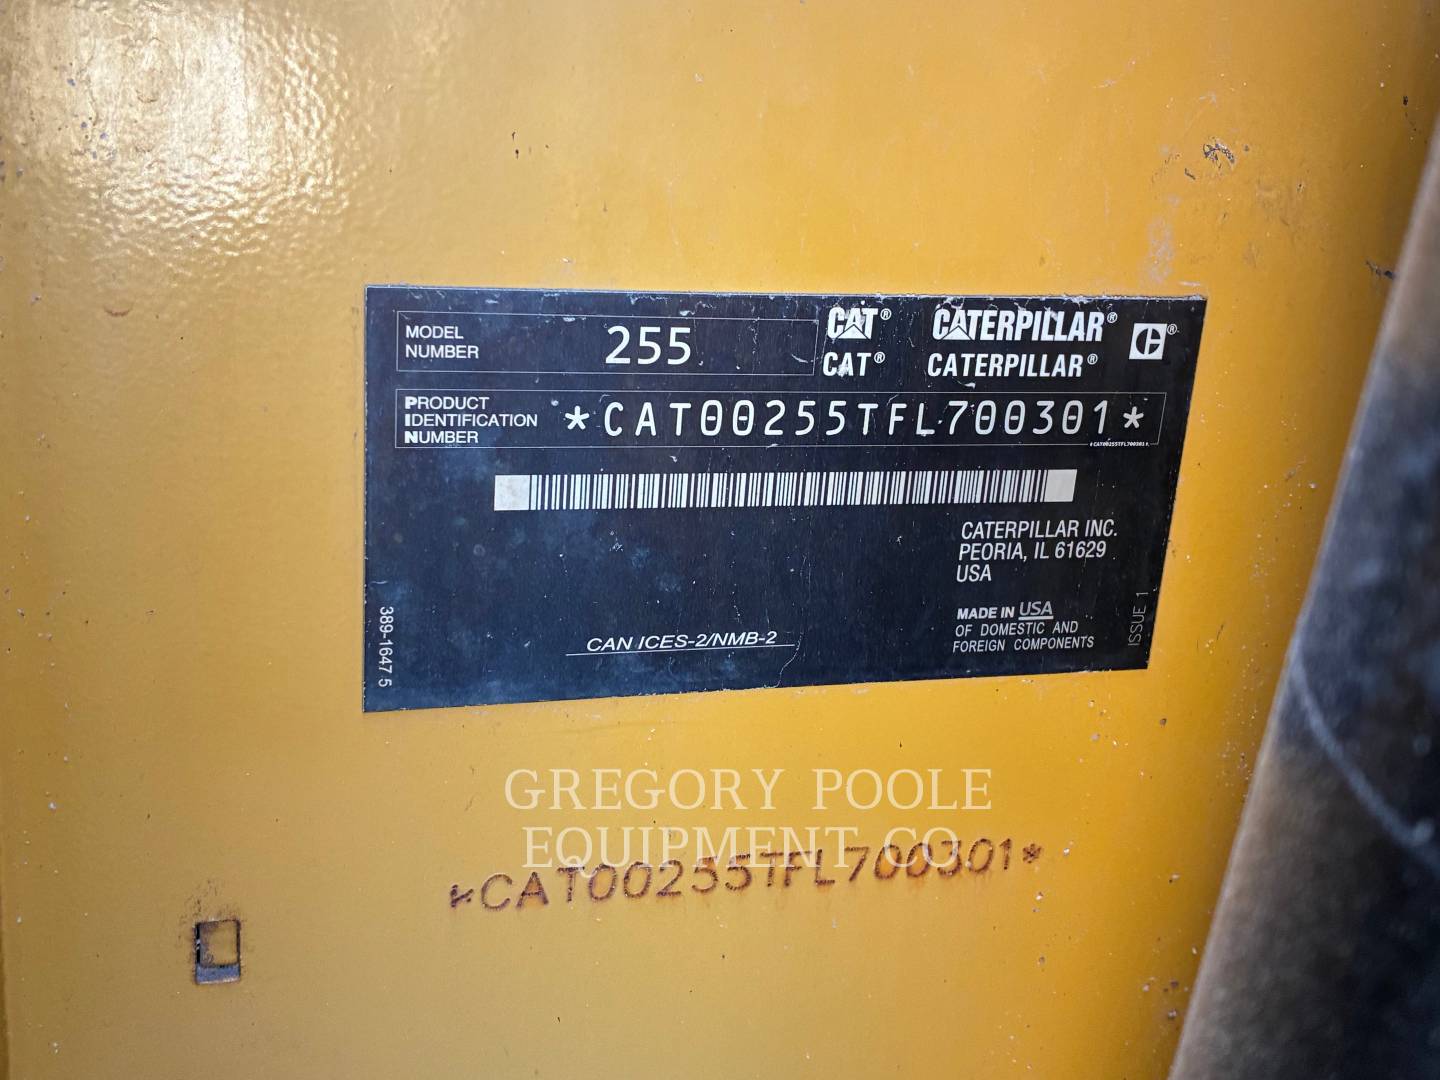 MODEL
NUMBER
255
CAT® CATERPILLAR® ®
CAT® CATERPILLAR®
PRODUCT
IDENTIFICATION
NUMBER
*CAT00255TFL700301*
*CAT00255TFL700301*
CATERPILLAR INC.
PEORIA, IL 61629
USA
MADE IN USA
OF DOMESTIC AND
FOREIGN COMPONENTS
ISSUE 1
CAN ICES-2/NMB-2
389-1647 5
GREGORY POOLE
EQUIPMENT CO
*CAT00255TFL700301*